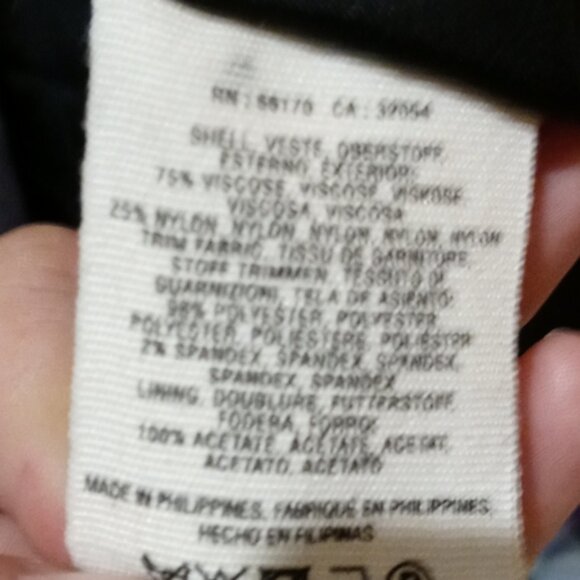 RN : 66170 CA : 32054
SHELL, VESTE, OBERSTOFF,
ESTERNO, EXTERIOR:
75% VISCOSE, VISCOSE, VISKOSE,
VISCOSA, VISCOSA
25% NYLON, NYLON, NYLON, NYLON, NYLON
TRIM FABRIC, TISSU DE GARNITURE,
STOFF TRIMMEN, TESSUTO DI
GUARNIZIONI, TELA DE ASIENTO:
98% POLYESTER, POLYESTER
POLYESTER, POLIESTERE, POLIESTER
2% SPANDEX, SPANDEX, SPANDEX,
SPANDEX, SPANDEX
LINING, DOUBLURE, FUTTERSTOFF,
FODERA, FORRO:
100% ACETATE, ACETATE, ACETAT,
ACETATO, ACETATO
MADE IN PHILIPPINES, FABRIQUÉ EN PHILIPPINES,
HECHO EN FILIPINAS